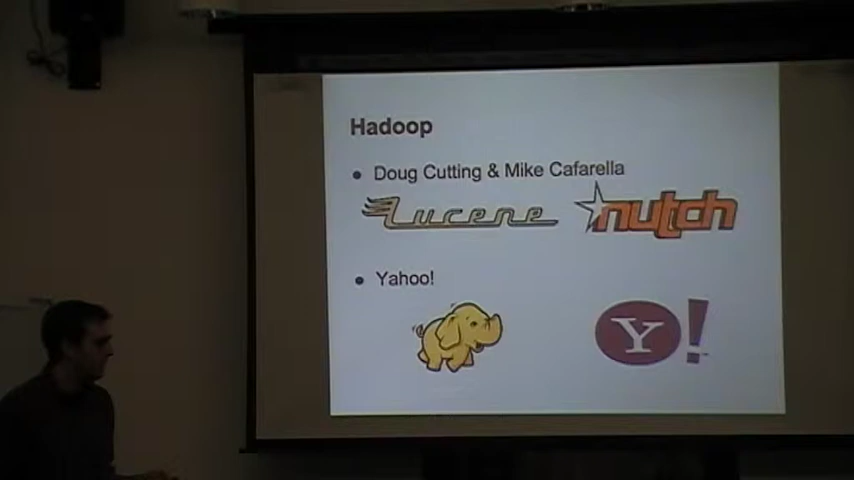 Hadoop
Doug Cutting & Mike Cafarella
Lucene nutch
Yahoo!
Y!